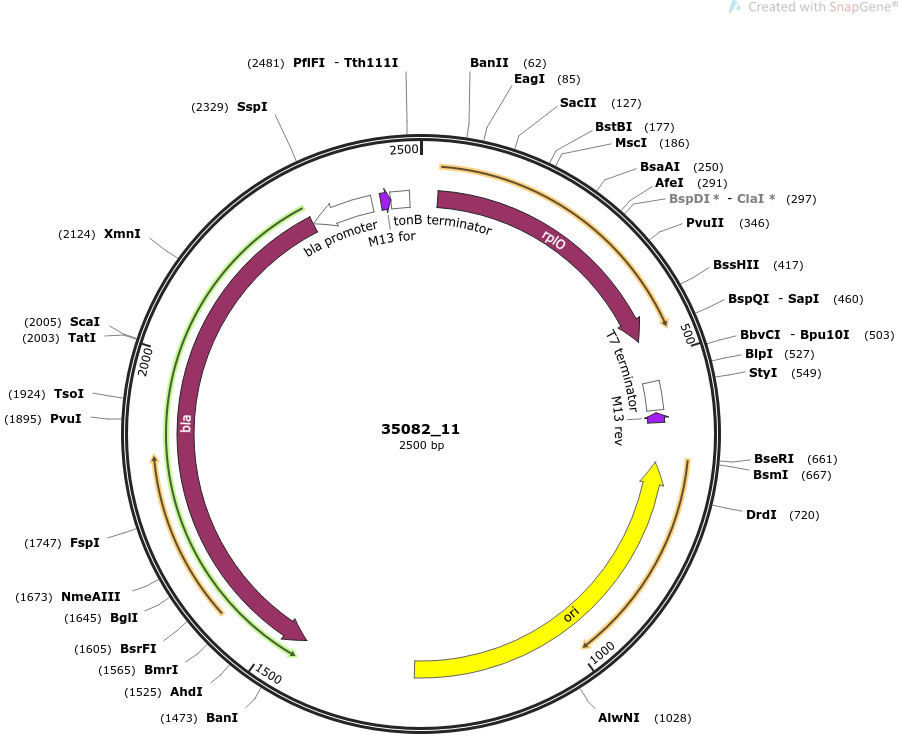 Created with SnapGene®
(2481) PflFI - Tth111I
BanII (62)
EagI (85)
(2329) SspI
SacII (127)
BstBI (177)
MscI (186)
2500
BsaAI (250)
AfeI (291)
BspDI * - ClaI * (297)
tonB terminator
PvuII (346)
(2124) XmnI
bla promoter
M13 for
rplO
BssHII (417)
BspQI - SapI (460)
(2005) ScaI
(2003) TatI
500
BbvCI - Bpu10I (503)
2000
T7 terminator
BlpI (527)
StyI (549)
(1924) TsoI
(1895) PvuI
bla
M13 rev
35082_11
2500 bp
BseRI (661)
BsmI (667)
DrdI (720)
(1747) FspI
(1673) NmeAIII
(1645) BglI
ori
(1605) BsrFI
(1565) BmrI
1000
1500
(1525) AhdI
(1473) BanI
AlwNI (1028)